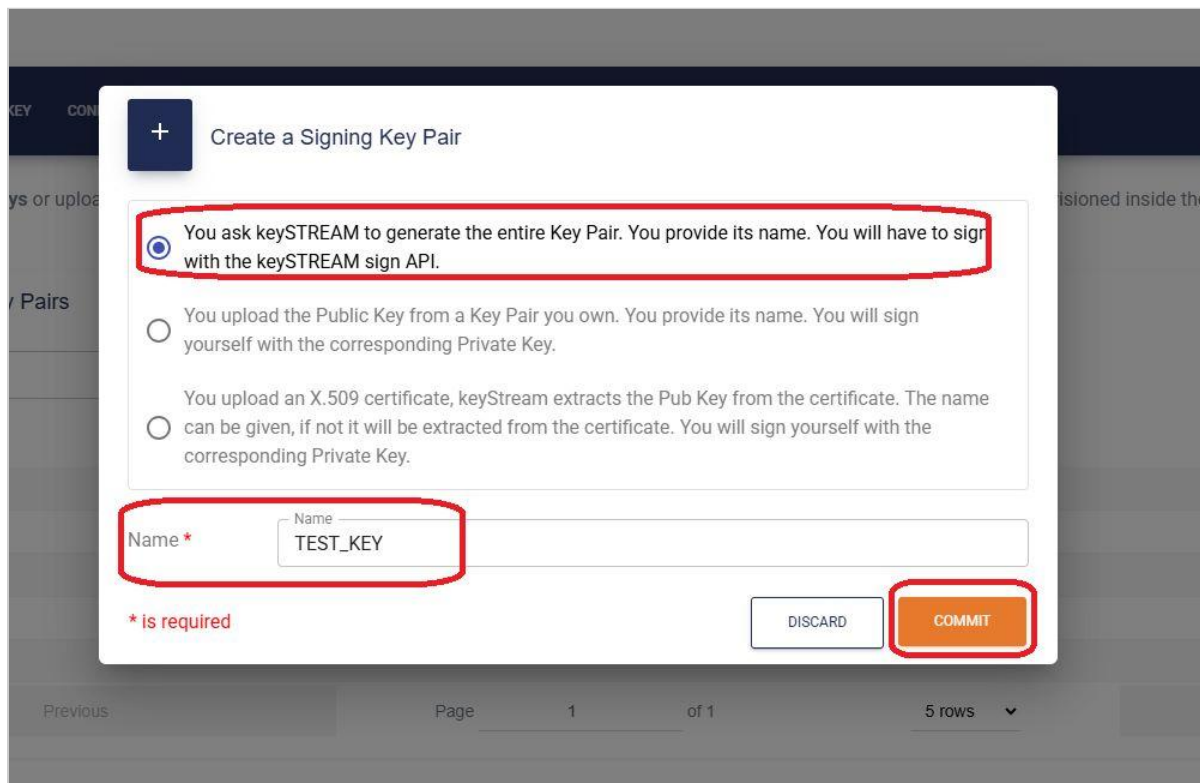 KEY CON
+ Create a Signing Key Pair
ys or uploa
isioned inside the
You ask keySTREAM to generate the entire Key Pair. You provide its name. You will have to sign
with the keySTREAM sign API.
Pairs
You upload the Public Key from a Key Pair you own. You provide its name. You will sign
yourself with the corresponding Private Key.
You upload an X.509 certificate, keyStream extracts the Pub Key from the certificate. The name
can be given, if not it will be extracted from the certificate. You will sign yourself with the
corresponding Private Key.
Name
Name * TEST_KEY
* is required
DISCARD COMMIT
Previous Page 1 of 1 5 rows